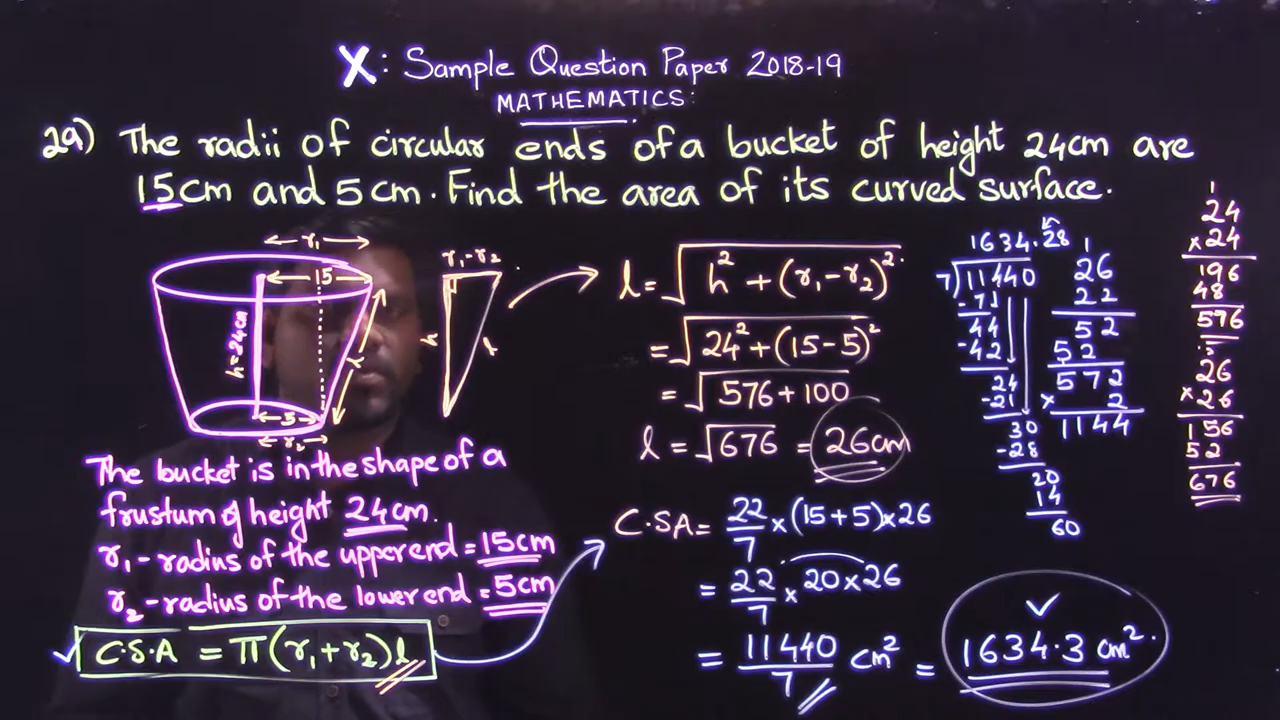 X: Sample Question Paper 2018-19
MATHEMATICS:
29) The radii of circular ends of a bucket of height 24cm are
15cm and 5cm. Find the area of its curved surface.
r₁
15
h=24cm
l
5
r₂
r₁-r₂
h
l
The bucket is in the shape of a
frustum of height 24cm.
r₁-radius of the upper end = 15cm
r₂-radius of the lower end = 5cm
C.S.A = π(r₁+r₂)l
l = √h²+(r₁-r₂)²
= √24²+(15-5)²
= √576+100
l = √676 = 26cm
C.S.A = 22/7 × (15+5)×26
= 22/7 × 20×26
= 11440/7 cm² = 1634.3 cm².
1634.28
7)11440
-7
44
-42
24
-21
30
-28
20
14
60
1
26
22
52
52
572
× 2
1144
1
24
×24
196
48
576
26
×26
156
52
676